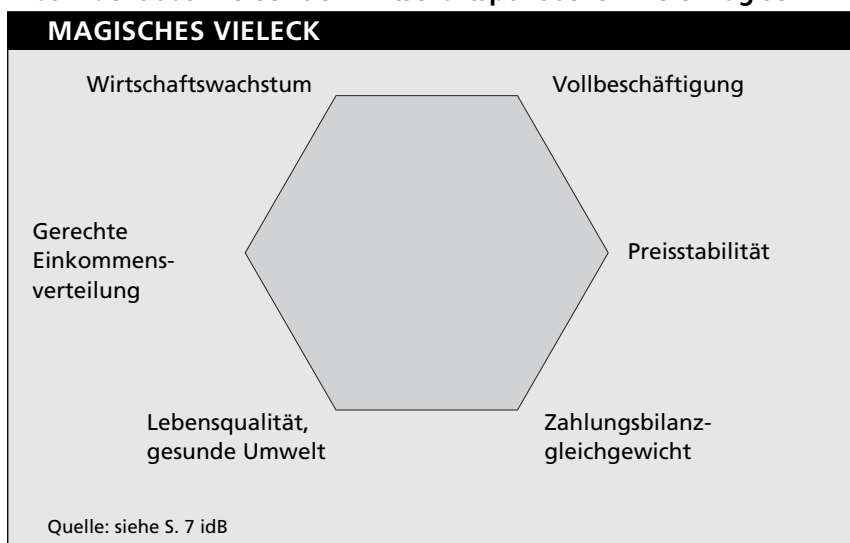 MAGISCHES VIELECK
Wirtschaftswachstum
Vollbeschäftigung
Gerechte
Einkommens-
verteilung
Preisstabilität
Lebensqualität,
gesunde Umwelt
Zahlungsbilanz-
gleichgewicht
Quelle: siehe S. 7 idB